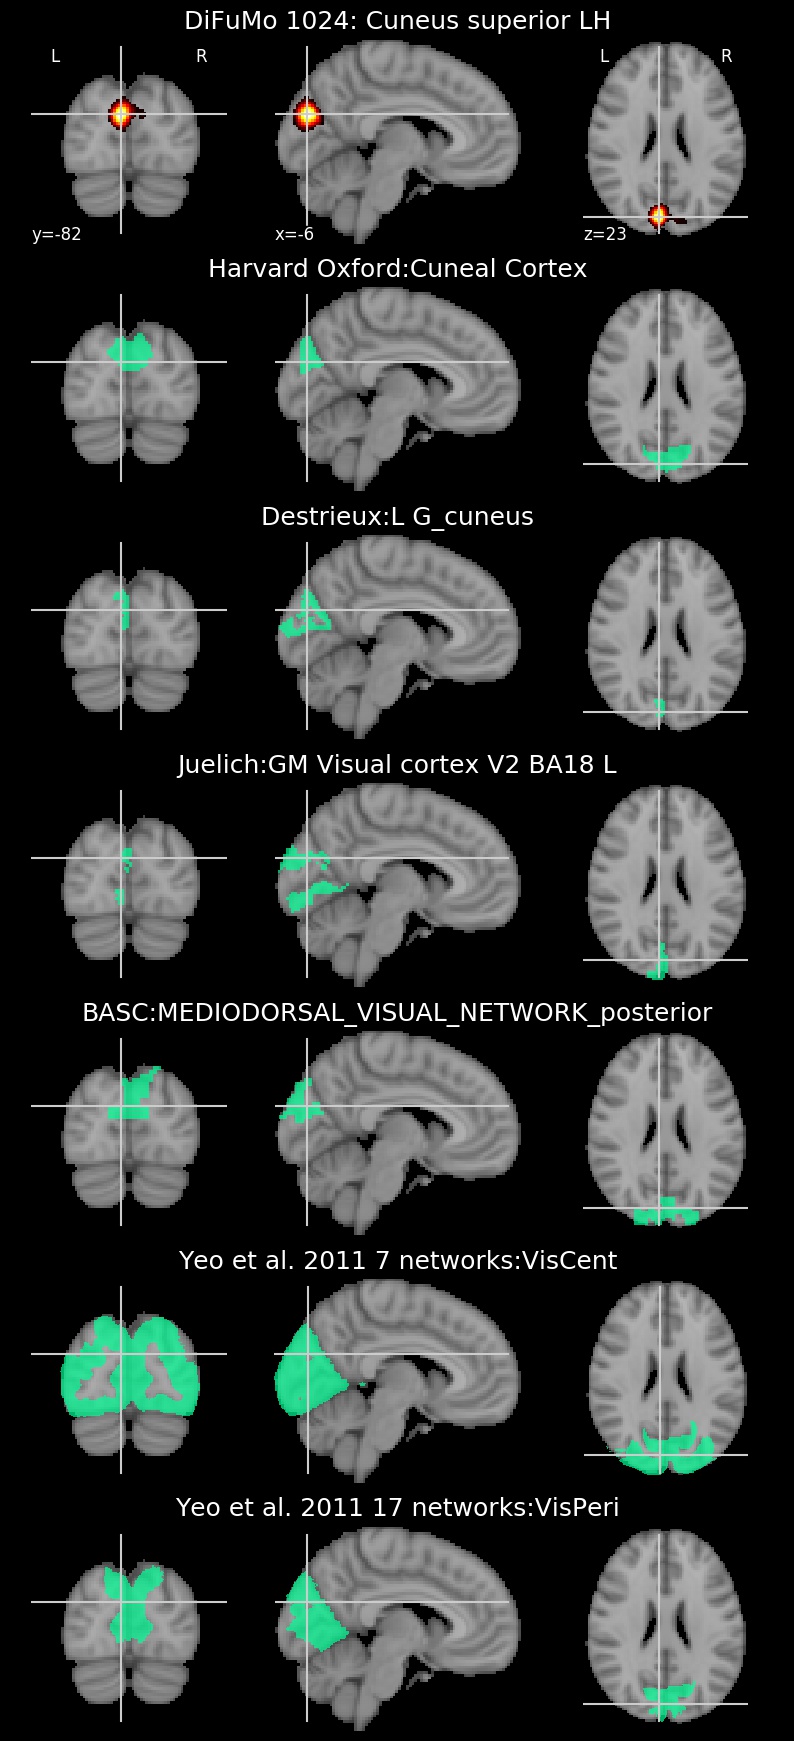 DiFuMo 1024: Cuneus superior LH
L R L R
y=-82 x=-6 z=23
Harvard Oxford:Cuneal Cortex
Destrieux:L G_cuneus
Juelich:GM Visual cortex V2 BA18 L
BASC:MEDIODORSAL_VISUAL_NETWORK_posterior
Yeo et al. 2011 7 networks:VisCent
Yeo et al. 2011 17 networks:VisPeri